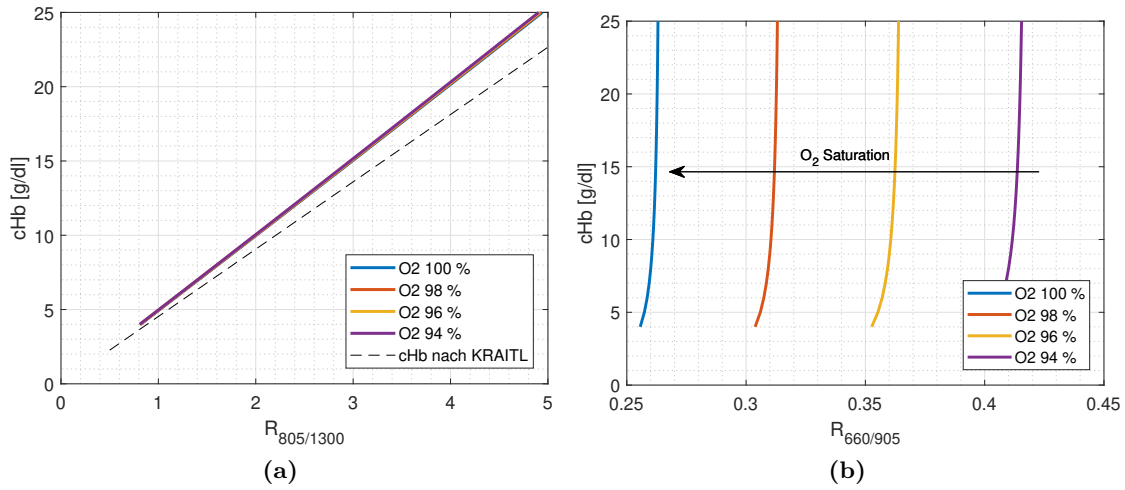 25
20
15
10
5
0
cHb [g/dl]
O2 100 %
O2 98 %
O2 96 %
O2 94 %
cHb nach KRAITL
0 1 2 3 4 5
R805/1300
(a)
25
20
15
10
5
0
cHb [g/dl]
O2 Saturation
O2 100 %
O2 98 %
O2 96 %
O2 94 %
0.25 0.3 0.35 0.4 0.45
R660/905
(b)